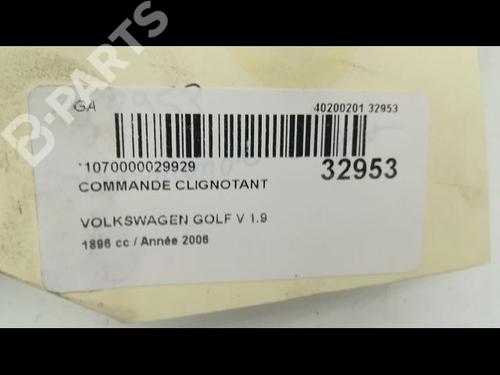 GA
40200201 32953
*1070000029929
32953
COMMANDE CLIGNOTANT
VOLKSWAGEN GOLF V 1.9
1896 cc / Année 2006
B-PARTS